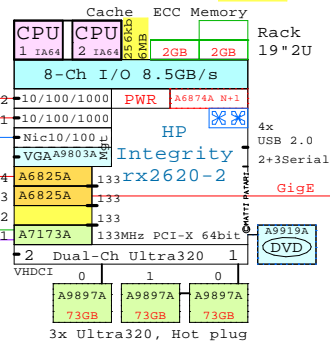 Cache ECC Memory
CPU CPU 256kb 6MB Rack
1 IA64 2 IA64 2GB 2GB 19"2U
8-Ch I/O 8.5GB/s
2 10/100/1000 PWR A6874A N+1
1 10/100/1000
Nic10/100 Mgt HP 4x
VGA A9803A Integrity USB 2.0
4 A6825A 133 rx2620-2 2+3Serial
3 A6825A 133 GigE
2 133 ©MATTI PATARI
1 A7173A 133MHz PCI-X 64bit A9919A
2 Dual-Ch Ultra320 1 DVD
VHDCI 0 1 0
A9897A A9897A A9897A
73GB 73GB 73GB
3x Ultra320, Hot plug